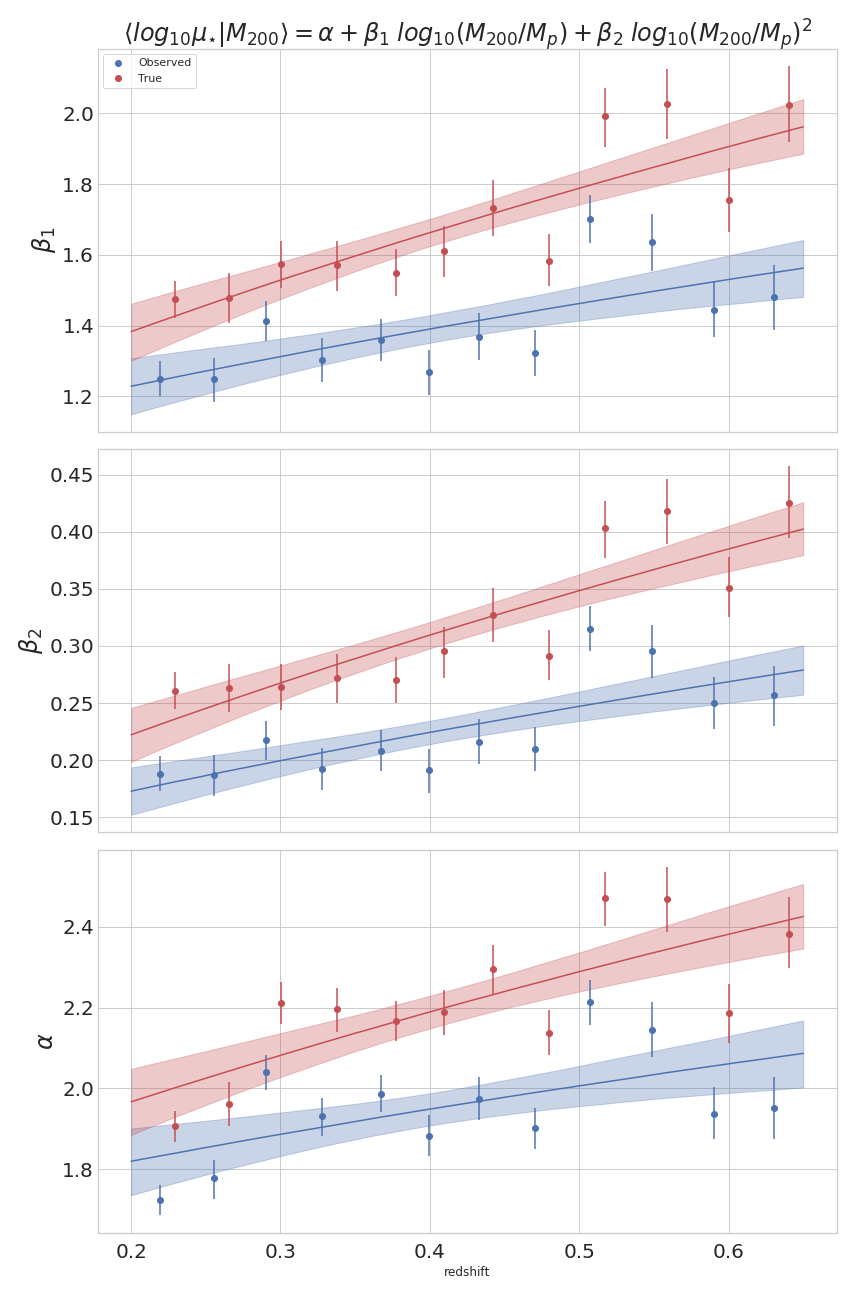 ⟨log₁₀μ⋆|M₂₀₀⟩ = α + β₁ log₁₀(M₂₀₀/Mₚ) + β₂ log₁₀(M₂₀₀/Mₚ)²
Observed
True
2.0
1.8
1.6
1.4
1.2
β₁
0.45
0.40
0.35
0.30
0.25
0.20
0.15
β₂
2.4
2.2
2.0
1.8
α
0.2 0.3 0.4 0.5 0.6
redshift